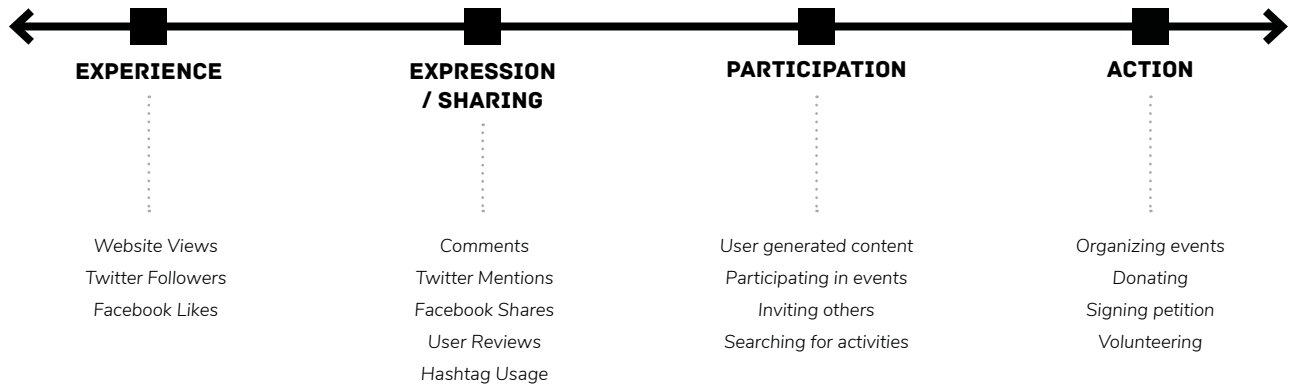 EXPERIENCE
Website Views
Twitter Followers
Facebook Likes
EXPRESSION
/ SHARING
Comments
Twitter Mentions
Facebook Shares
User Reviews
Hashtag Usage
PARTICIPATION
User generated content
Participating in events
Inviting others
Searching for activities
ACTION
Organizing events
Donating
Signing petition
Volunteering